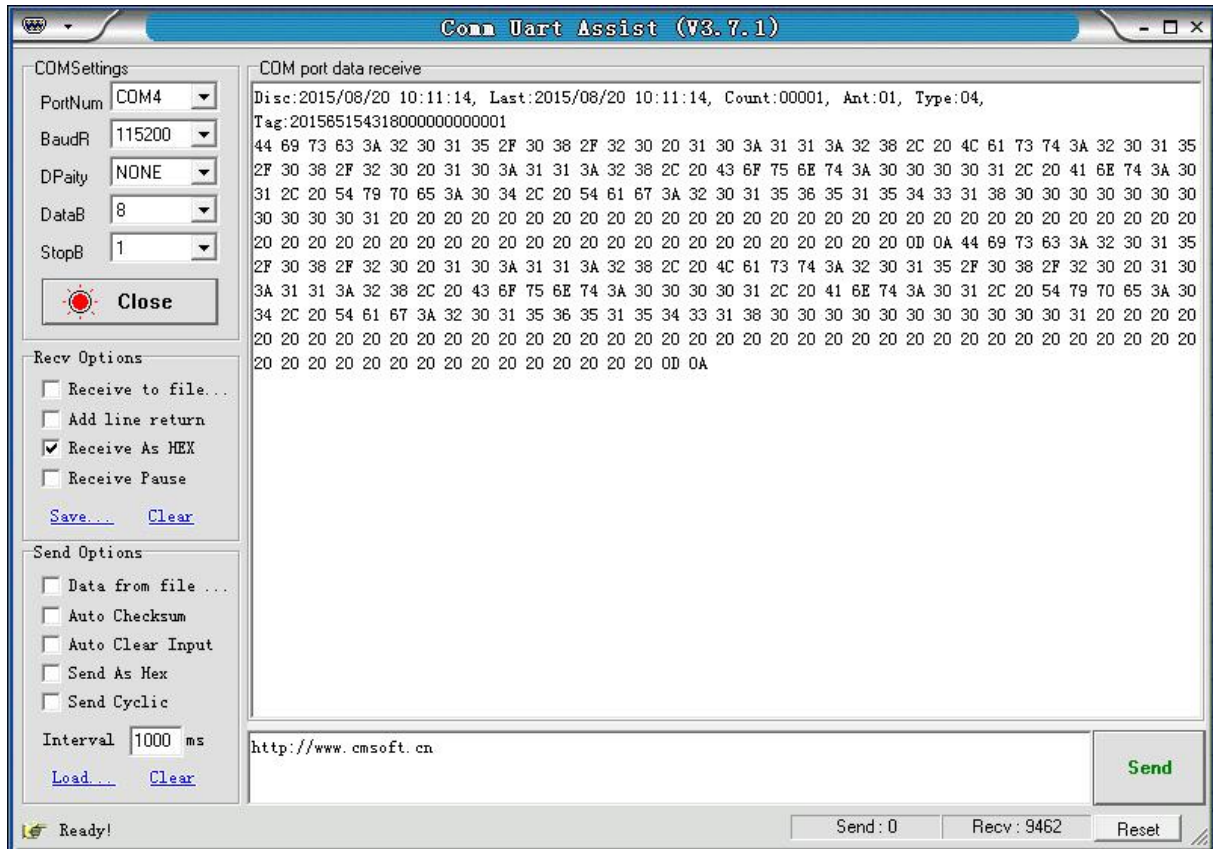 Comm Uart Assist (V3.7.1)
COMSettings
PortNum COM4
BaudR 115200
DPaity NONE
DataB 8
StopB 1
Close
Recv Options
Receive to file...
Add line return
Receive As HEX
Receive Pause
Save... Clear
Send Options
Data from file ...
Auto Checksum
Auto Clear Input
Send As Hex
Send Cyclic
Interval 1000 ms
Load... Clear
COM port data receive
Disc:2015/08/20 10:11:14, Last:2015/08/20 10:11:14, Count:00001, Ant:01, Type:04,
Tag:201565154318000000000001
44 69 73 63 3A 32 30 31 35 2F 30 38 2F 32 30 20 31 30 3A 31 31 3A 32 38 2C 20 4C 61 73 74 3A 32 30 31 35
2F 30 38 2F 32 30 20 31 30 3A 31 31 3A 32 38 2C 20 43 6F 75 6E 74 3A 30 30 30 30 31 2C 20 41 6E 74 3A 30
31 2C 20 54 79 70 65 3A 30 34 2C 20 54 61 67 3A 32 30 31 35 36 35 31 35 34 33 31 38 30 30 30 30 30 30 30
30 30 30 30 31 20 20 20 20 20 20 20 20 20 20 20 20 20 20 20 20 20 20 20 20 20 20 20 20 20 20 20 20 20 20
20 20 20 20 20 20 20 20 20 20 20 20 20 20 20 20 20 20 20 20 20 20 20 20 0D 0A 44 69 73 63 3A 32 30 31 35
2F 30 38 2F 32 30 20 31 30 3A 31 31 3A 32 38 2C 20 4C 61 73 74 3A 32 30 31 35 2F 30 38 2F 32 30 20 31 30
3A 31 31 3A 32 38 2C 20 43 6F 75 6E 74 3A 30 30 30 30 31 2C 20 41 6E 74 3A 30 31 2C 20 54 79 70 65 3A 30
34 2C 20 54 61 67 3A 32 30 31 35 36 35 31 35 34 33 31 38 30 30 30 30 30 30 30 30 30 30 30 31 20 20 20 20
20 20 20 20 20 20 20 20 20 20 20 20 20 20 20 20 20 20 20 20 20 20 20 20 20 20 20 20 20 20 20
20 20 20 20 20 20 20 20 20 20 20 20 20 20 20 0D 0A
http://www.cmsoft.cn
Send
Ready!
Send : 0
Recv : 9462
Reset